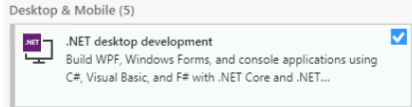 Desktop & Mobile (5)
.NET
.NET desktop development
Build WPF, Windows Forms, and console applications using
C#, Visual Basic, and F# with .NET Core and .NET...